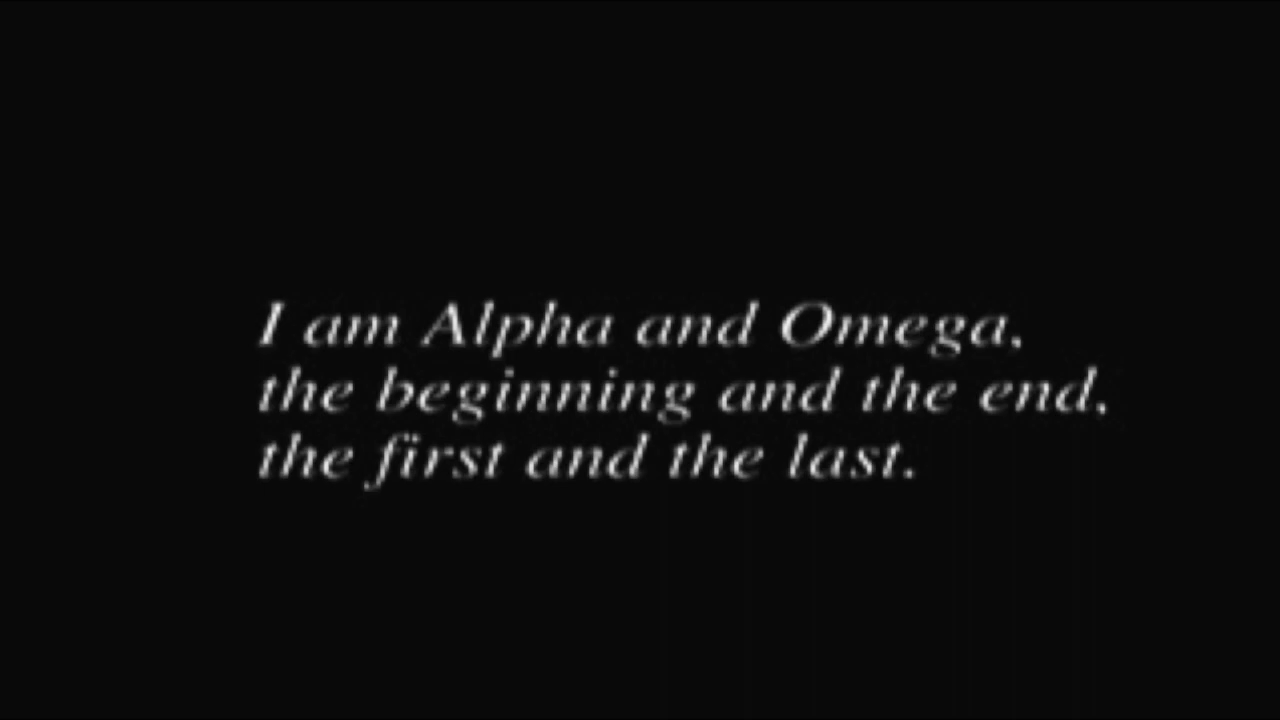 I am Alpha and Omega,
the beginning and the end,
the first and the last.